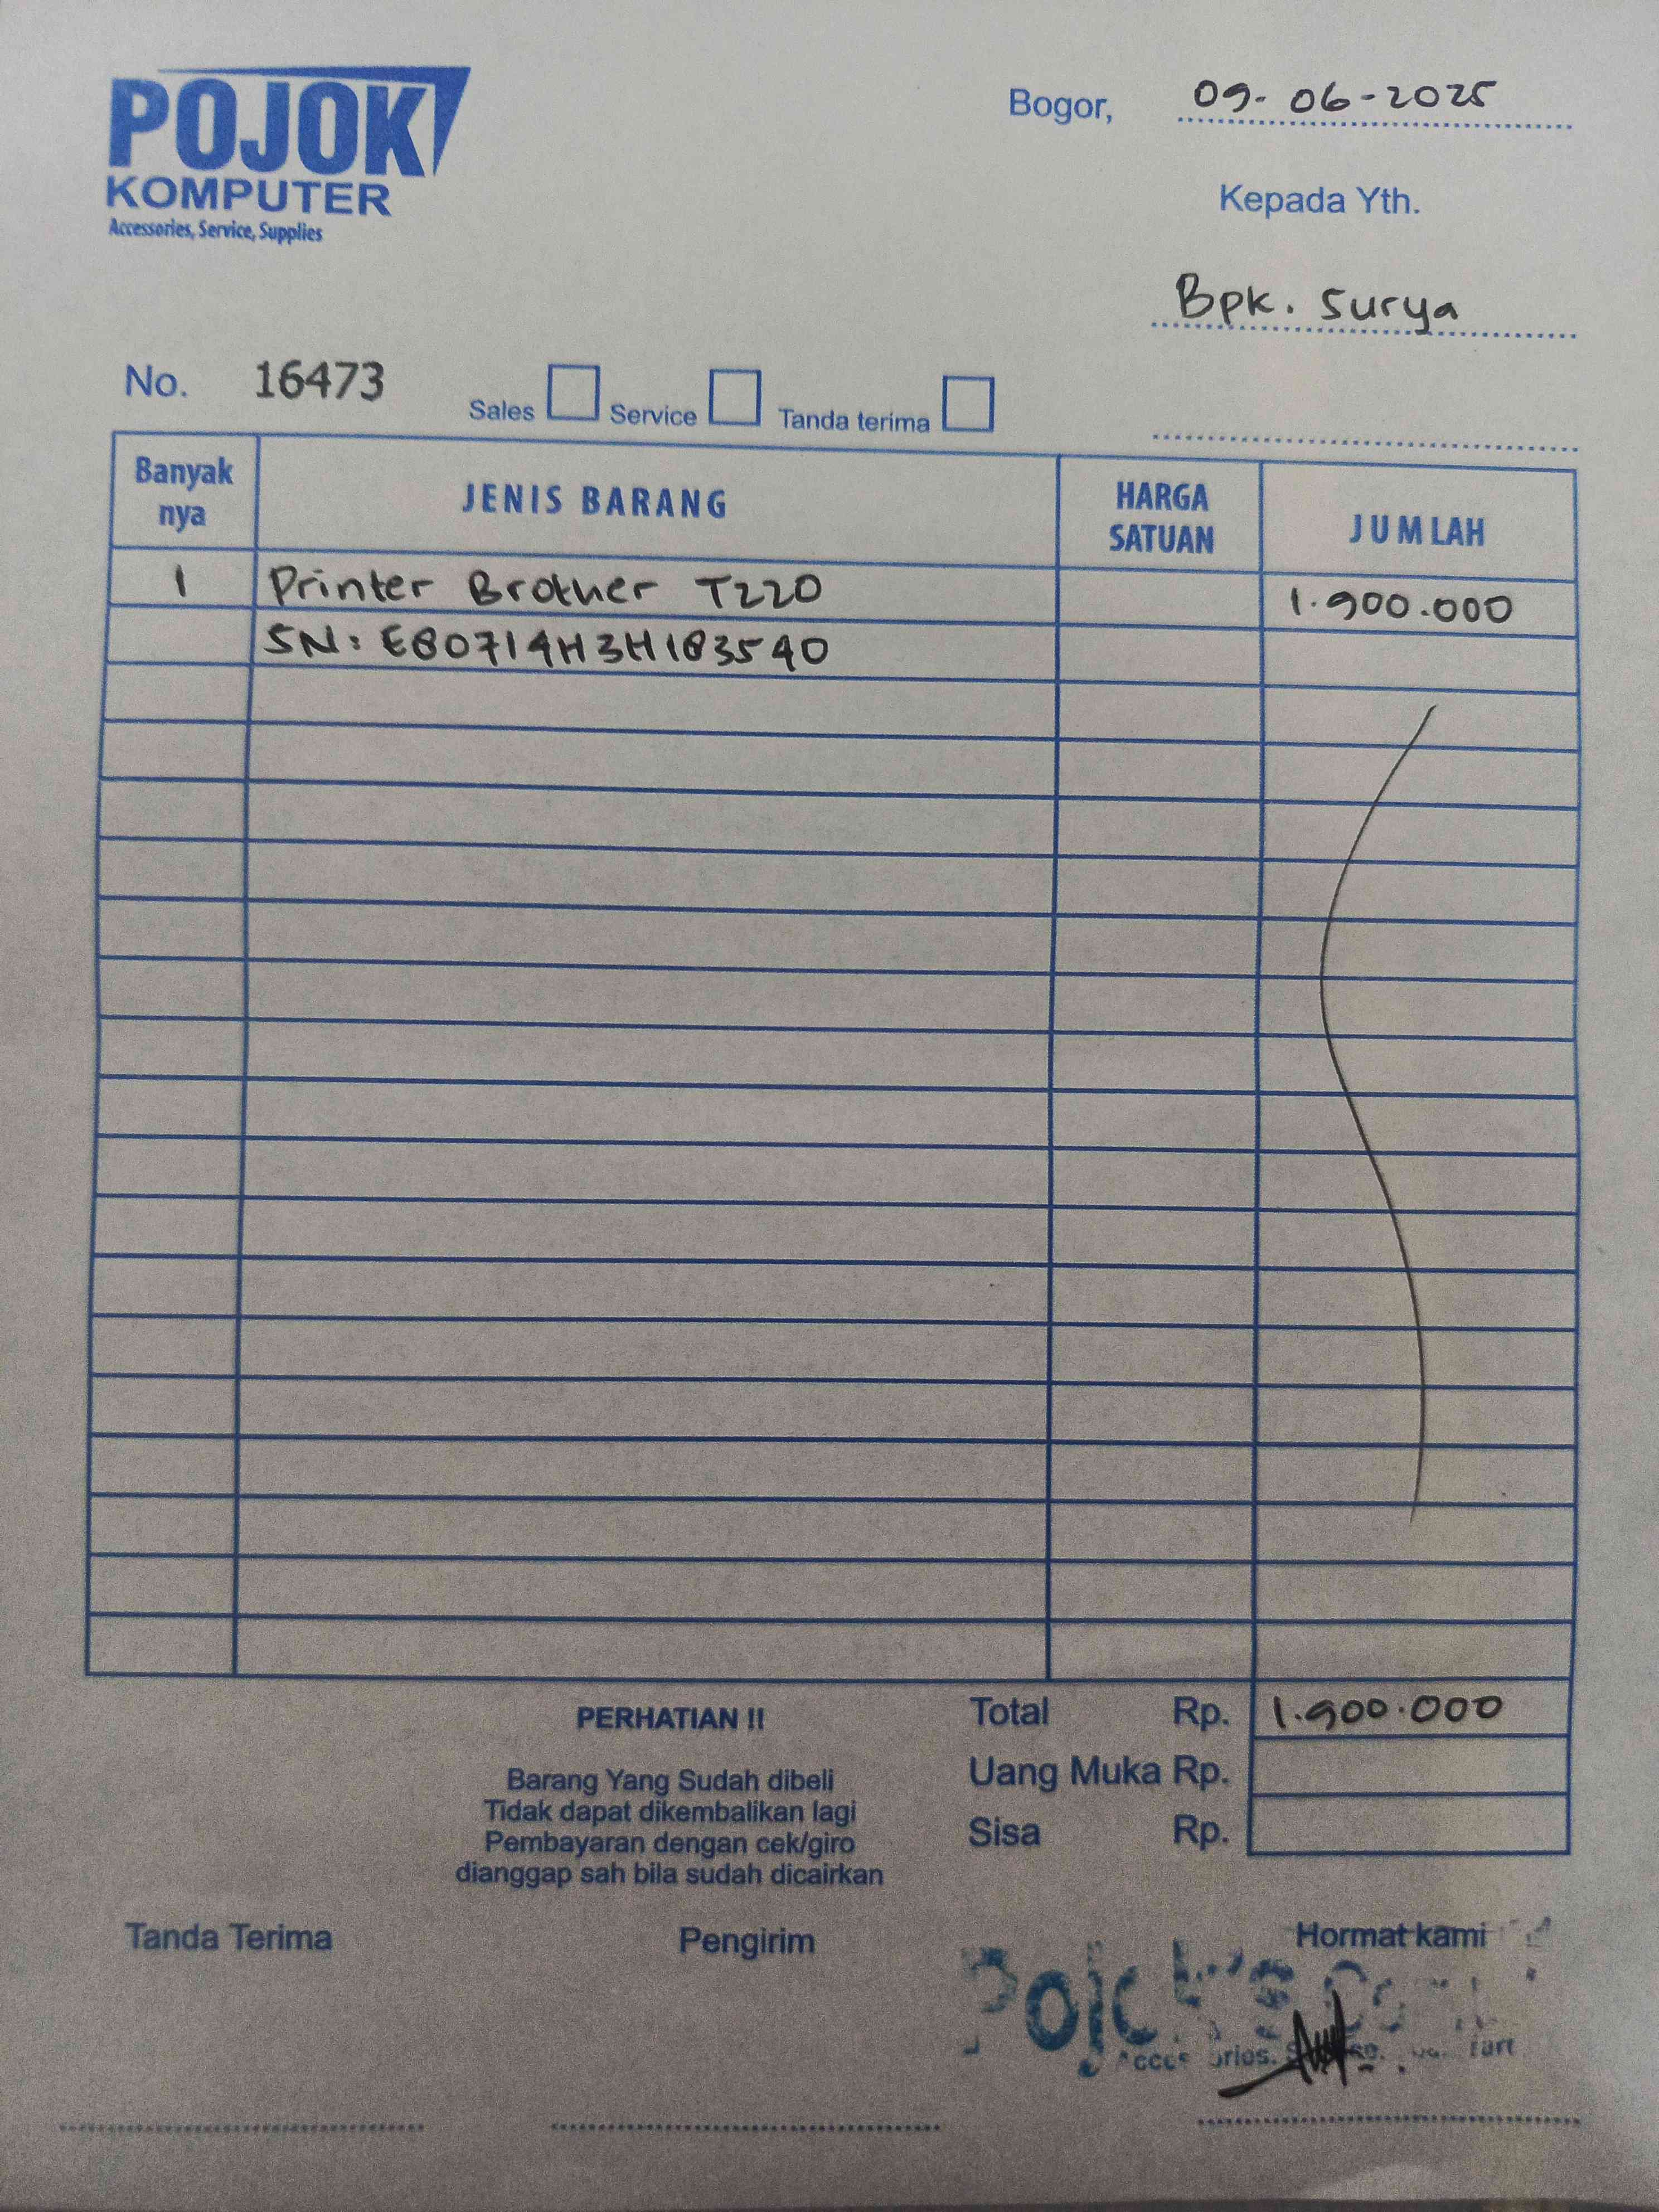 POJOK
KOMPUTER
Accessories, Service, Supplies
Bogor, 09-06-2025
Kepada Yth.
Bpk. Surya
No. 16473
Sales Service Tanda terima
Banyak nya JENIS BARANG HARGA SATUAN JUMLAH
1 Printer Brother T220 1.900.000
SN: E80714H3H183540
PERHATIAN !!
Barang Yang Sudah dibeli
Tidak dapat dikembalikan lagi
Pembayaran dengan cek/giro
dianggap sah bila sudah dicairkan
Total Rp. 1.900.000
Uang Muka Rp.
Sisa Rp.
Tanda Terima Pengirim Hormat kami